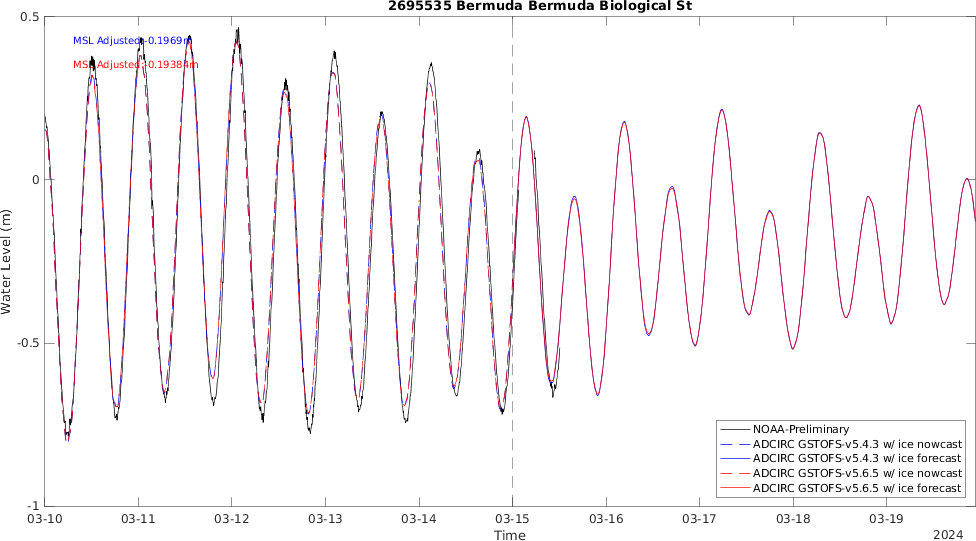 2695535 Bermuda Bermuda Biological St
MSL Adjusted:-0.1969m
MSL Adjusted:-0.19384m
0.5
0
-0.5
-1
Water Level (m)
NOAA-Preliminary
ADCIRC GSTOFS-v5.4.3 w/ ice nowcast
ADCIRC GSTOFS-v5.4.3 w/ ice forecast
ADCIRC GSTOFS-v5.6.5 w/ ice nowcast
ADCIRC GSTOFS-v5.6.5 w/ ice forecast
03-10 03-11 03-12 03-13 03-14 03-15 03-16 03-17 03-18 03-19
Time
2024